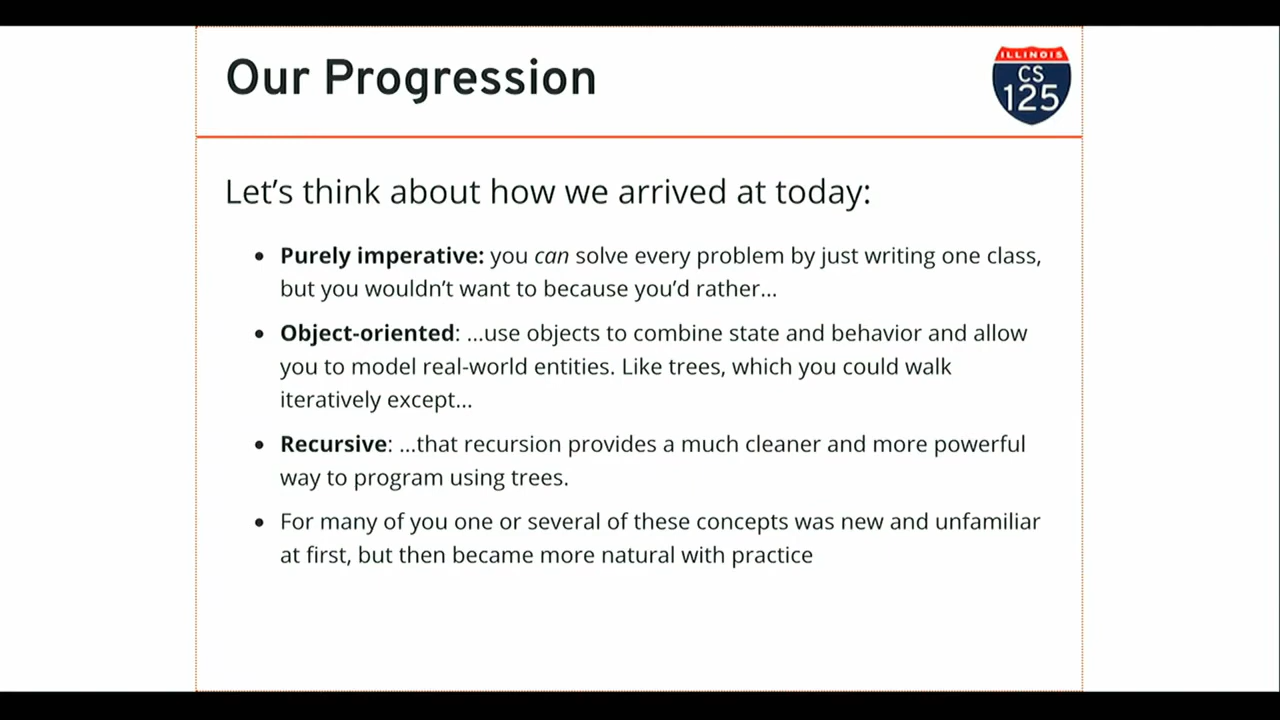 Our Progression
ILLINOIS
CS
125
Let’s think about how we arrived at today:
• Purely imperative: you can solve every problem by just writing one class,
but you wouldn’t want to because you’d rather…
• Object-oriented: …use objects to combine state and behavior and allow
you to model real-world entities. Like trees, which you could walk
iteratively except…
• Recursive: …that recursion provides a much cleaner and more powerful
way to program using trees.
• For many of you one or several of these concepts was new and unfamiliar
at first, but then became more natural with practice